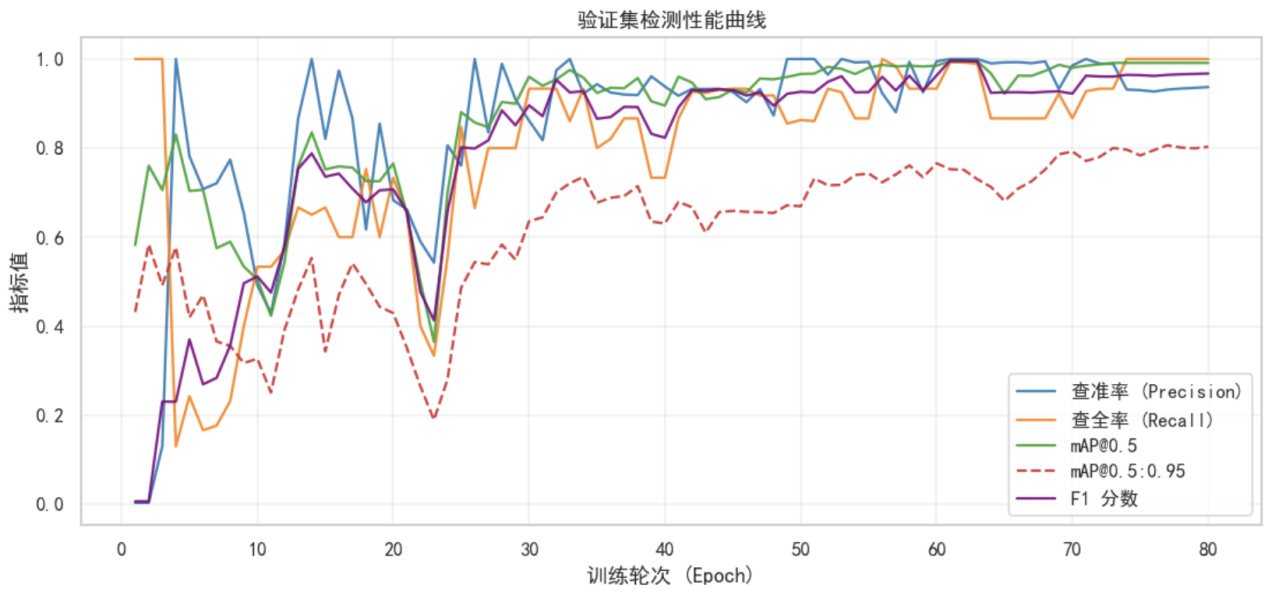 验证集检测性能曲线
指标值
1.0
0.8
0.6
0.4
0.2
0.0
查准率 (Precision)
查全率 (Recall)
mAP@0.5
mAP@0.5:0.95
F1 分数
0 10 20 30 40 50 60 70 80
训练轮次 (Epoch)